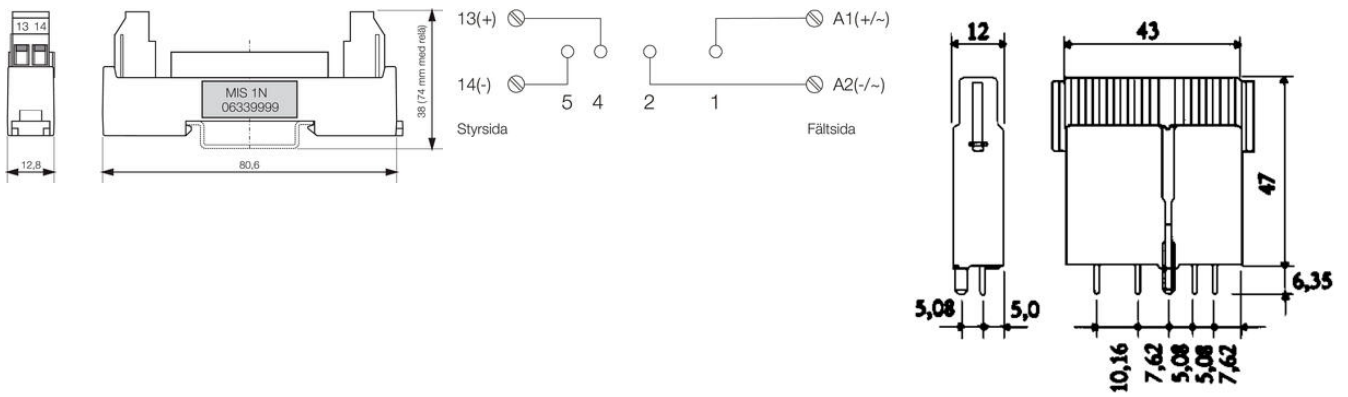 13 14
12,8
MIS 1N
06339999
80,6
38 (74 mm med relä)
13(+)
A1(+/~)
14(-)
5 4 2 1
A2(-/~)
Styrsida
Fältsida
12
43
47
6,35
5,08
5,0
10,16
7,62
5,08
5,08
7,62